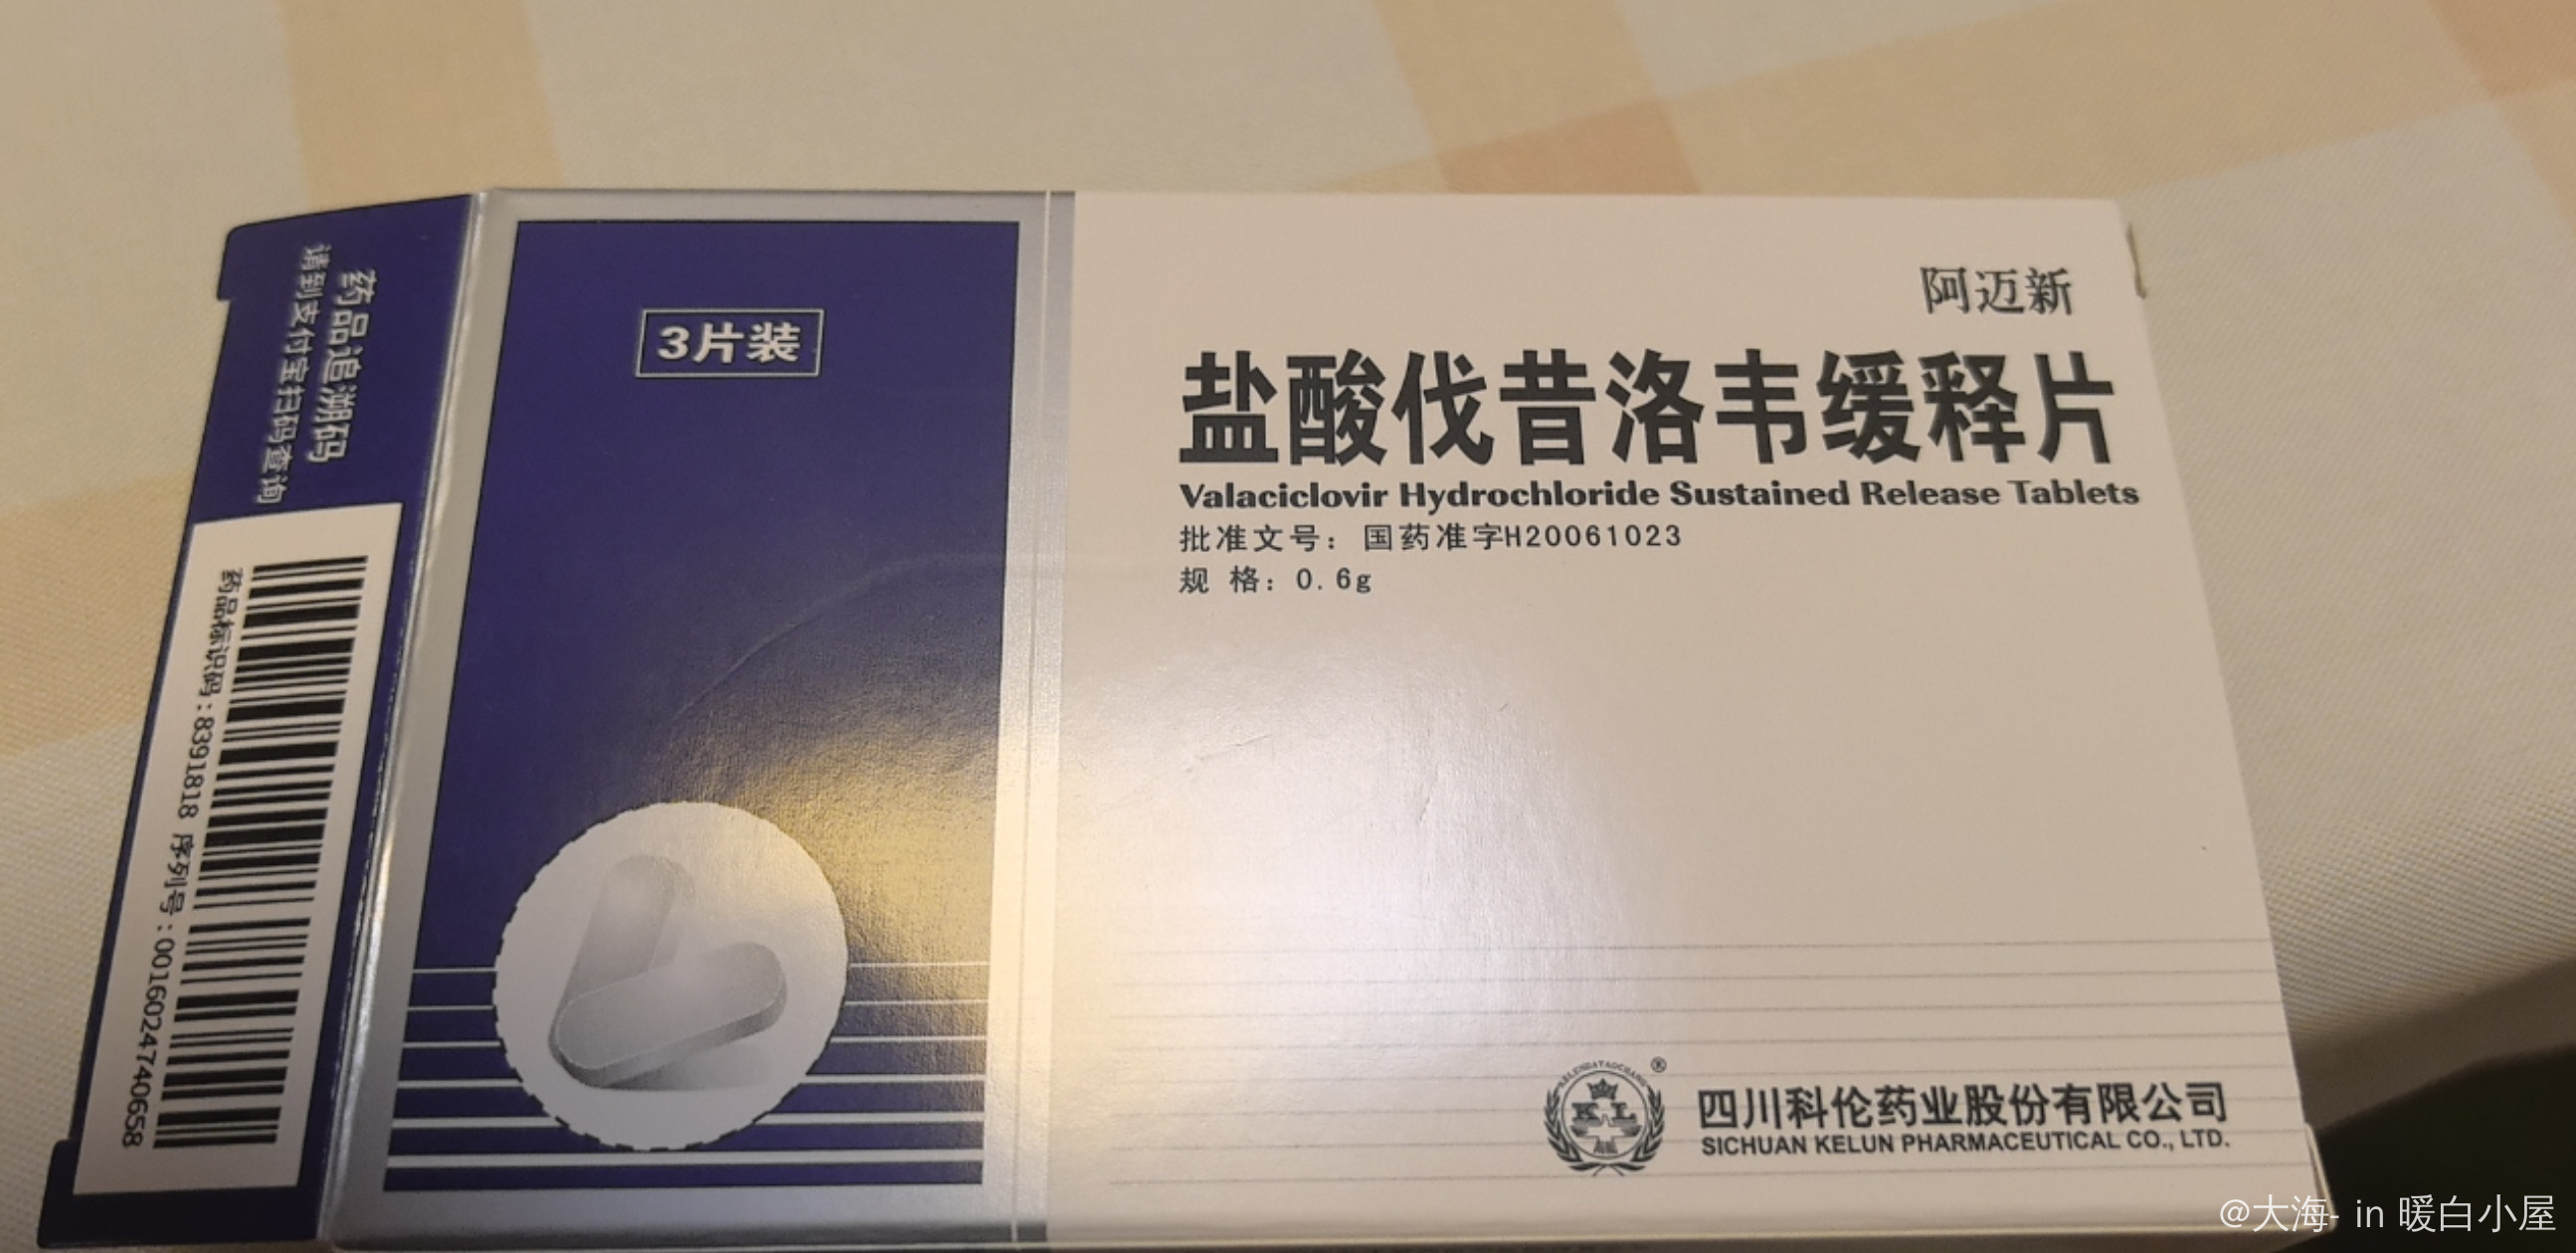 药品追溯码
请到支付宝扫码查询
药品标识码:8391818 序列号:0016024740658
3片装
阿迈新
盐酸伐昔洛韦缓释片
Valaciclovir Hydrochloride Sustained Release Tablets
批准文号: 国药准字H20061023
规 格: 0.6g
KL
®
四川科伦药业股份有限公司
SICHUAN KELUN PHARMACEUTICAL CO., LTD.
@大海- in 暖白小屋